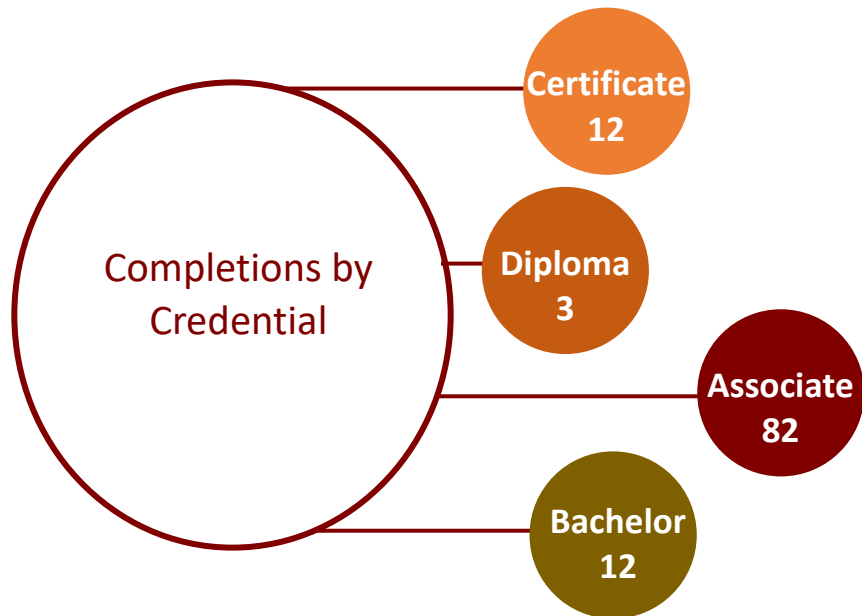 Completions by
Credential
Certificate
12
Diploma
3
Associate
82
Bachelor
12